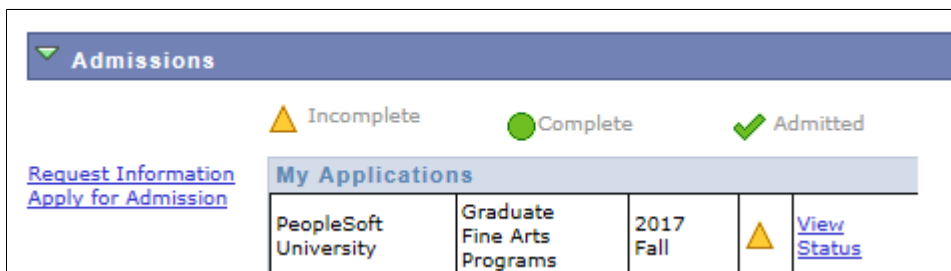 Admissions
Incomplete
Complete
Admitted
Request Information
Apply for Admission
My Applications
PeopleSoft
University
Graduate
Fine Arts
Programs
2017
Fall
View
Status